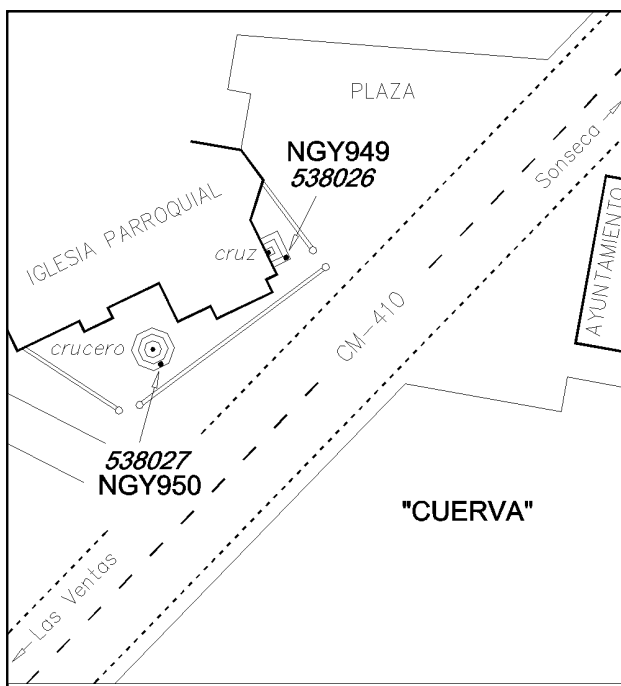 PLAZA
NGY949
538026
Sonseca
IGLESIA PARROQUIAL
cruz
AYUNTAMIENTO
CM-410
crucero
538027
NGY950
"CUERVA"
Las Ventas